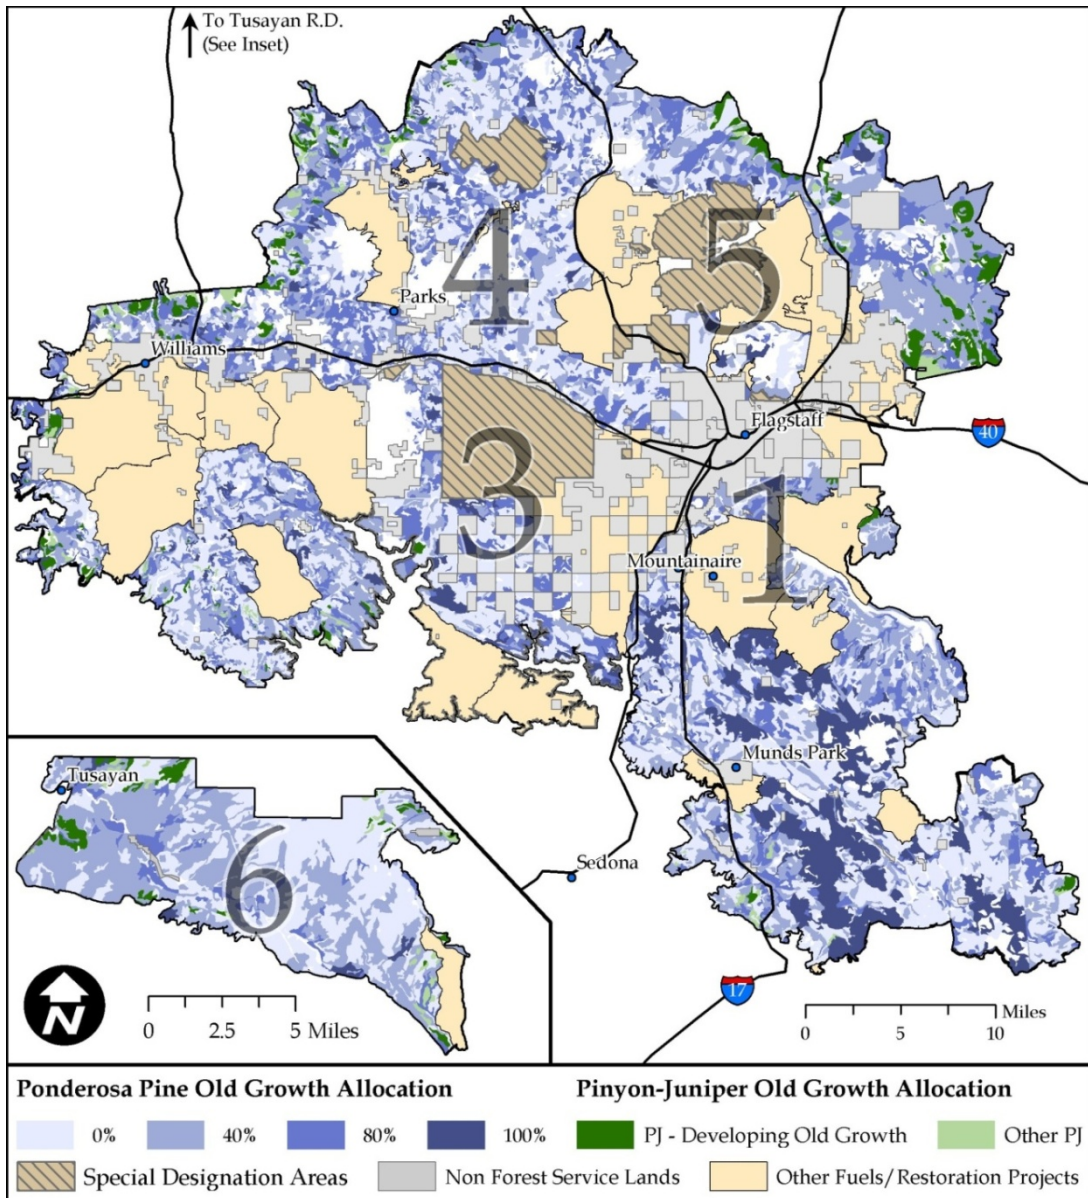 To Tusayan R.D.
(See Inset)
4
5
Parks
Williams
Flagstaff
40
3
1
Mountainaire
Munds Park
Tusayan
6
Sedona
17
N
0 2.5 5 Miles
0 5 10 Miles
Ponderosa Pine Old Growth Allocation
0% 40% 80% 100%
Pinyon-Juniper Old Growth Allocation
PJ - Developing Old Growth Other PJ
Special Designation Areas Non Forest Service Lands Other Fuels/Restoration Projects